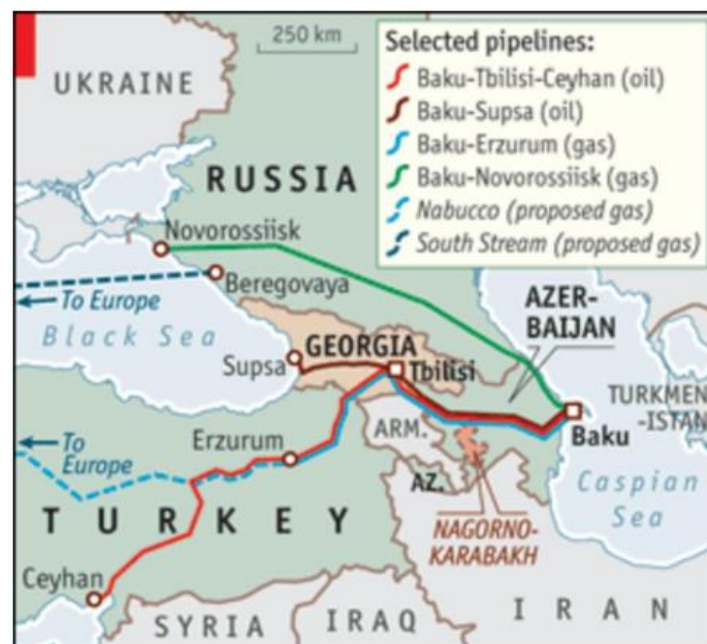 250 km
Selected pipelines:
Baku-Tbilisi-Ceyhan (oil)
Baku-Supsa (oil)
Baku-Erzurum (gas)
Baku-Novorossiisk (gas)
Nabucco (proposed gas)
South Stream (proposed gas)
UKRAINE
RUSSIA
Novorossiisk
Beregovaya
To Europe
Black Sea
AZER-
BAIJAN
GEORGIA
Supsa
Tbilisi
TURKMEN
-ISTAN
Baku
ARM.
Erzurum
To
Europe
AZ.
Caspian
Sea
TURKEY
NAGORNO-
KARABAKH
Ceyhan
SYRIA
IRAQ
IRAN